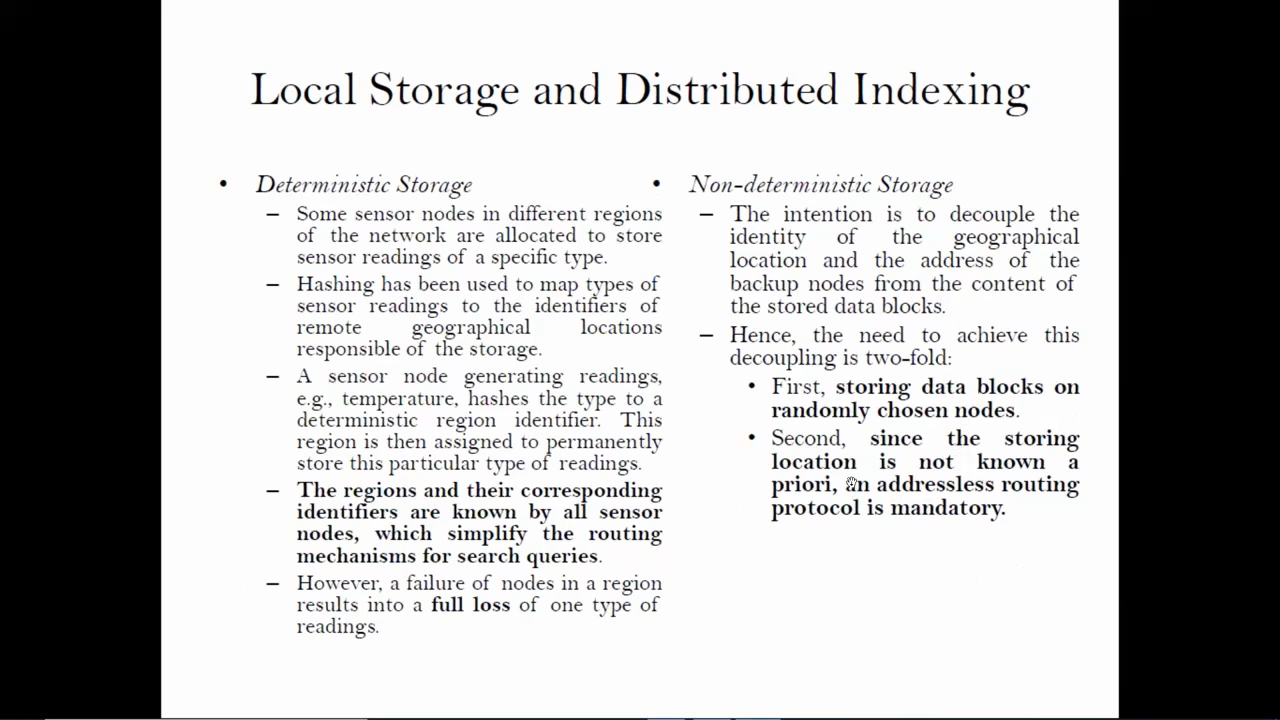 Local Storage and Distributed Indexing
• Deterministic Storage
– Some sensor nodes in different regions
of the network are allocated to store
sensor readings of a specific type.
– Hashing has been used to map types of
sensor readings to the identifiers of
remote geographical locations
responsible of the storage.
– A sensor node generating readings,
e.g., temperature, hashes the type to a
deterministic region identifier. This
region is then assigned to permanently
store this particular type of readings.
– The regions and their corresponding
identifiers are known by all sensor
nodes, which simplify the routing
mechanisms for search queries.
– However, a failure of nodes in a region
results into a full loss of one type of
readings.
• Non-deterministic Storage
– The intention is to decouple the
identity of the geographical
location and the address of the
backup nodes from the content of
the stored data blocks.
– Hence, the need to achieve this
decoupling is two-fold:
• First, storing data blocks on
randomly chosen nodes.
• Second, since the storing
location is not known a
priori, an addressless routing
protocol is mandatory.